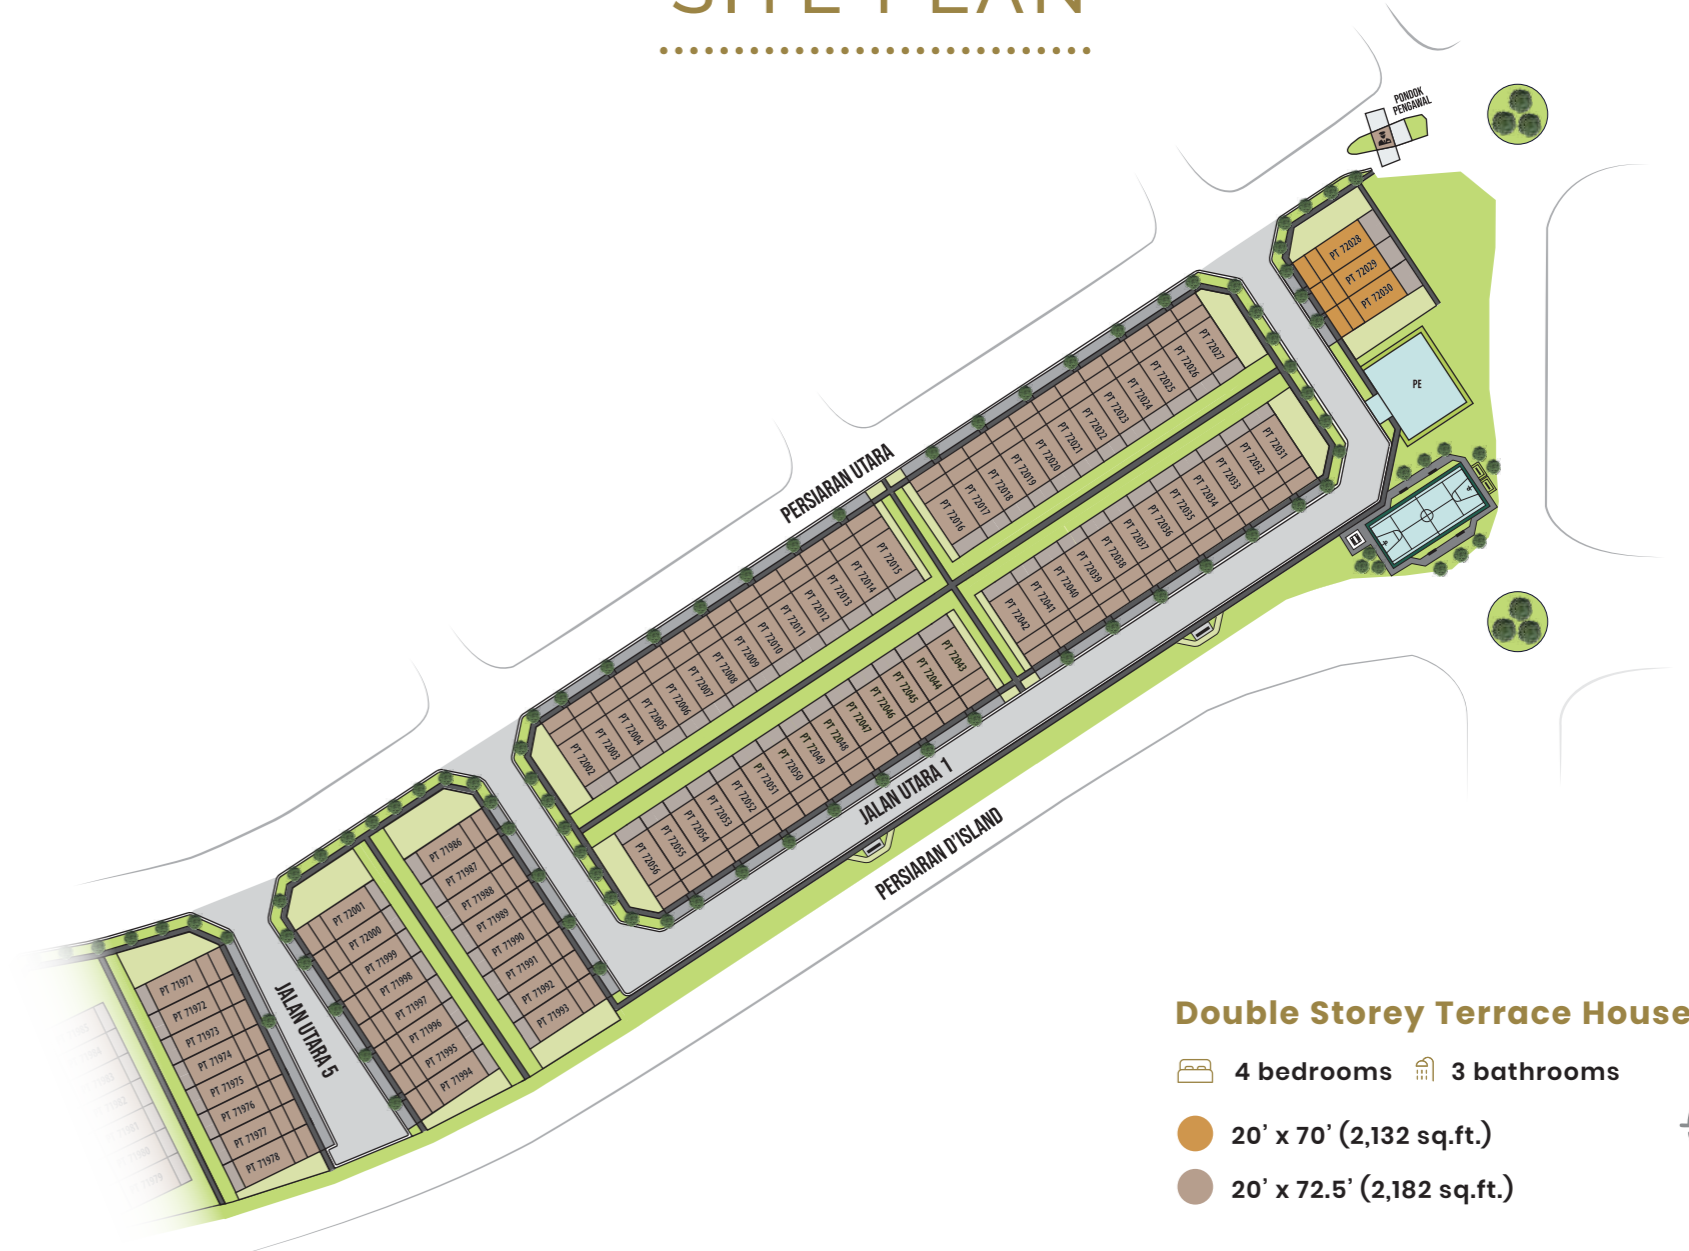 SITE PLAN
PONDOK
PENGAWAL
PT 72028
PT 72029
PT 72030
PE
PERSIARAN UTARA
PT 72027
PT 72026
PT 72025
PT 72024
PT 72023
PT 72022
PT 72021
PT 72020
PT 72019
PT 72018
PT 72017
PT 72016
PT 72031
PT 72032
PT 72033
PT 72034
PT 72035
PT 72036
PT 72037
PT 72038
PT 72039
PT 72040
PT 72041
PT 72042
PT 72015
PT 72014
PT 72013
PT 72012
PT 72011
PT 72010
PT 72009
PT 72008
PT 72007
PT 72006
PT 72005
PT 72004
PT 72003
PT 72002
PT 72043
PT 72044
PT 72045
PT 72046
PT 72047
PT 72048
PT 72049
PT 72050
PT 72051
PT 72052
PT 72053
PT 72054
PT 72055
PT 72056
JALAN UTARA 1
PERSIARAN D'ISLAND
PT 71986
PT 71987
PT 71988
PT 71989
PT 71990
PT 71991
PT 71992
PT 71993
PT 72001
PT 72000
PT 71999
PT 71998
PT 71997
PT 71996
PT 71995
PT 71994
JALAN UTARA 5
PT 71971
PT 71972
PT 71973
PT 71974
PT 71975
PT 71976
PT 71977
PT 71978
Double Storey Terrace House
4 bedrooms 3 bathrooms
20' x 70' (2,132 sq.ft.)
20' x 72.5' (2,182 sq.ft.)